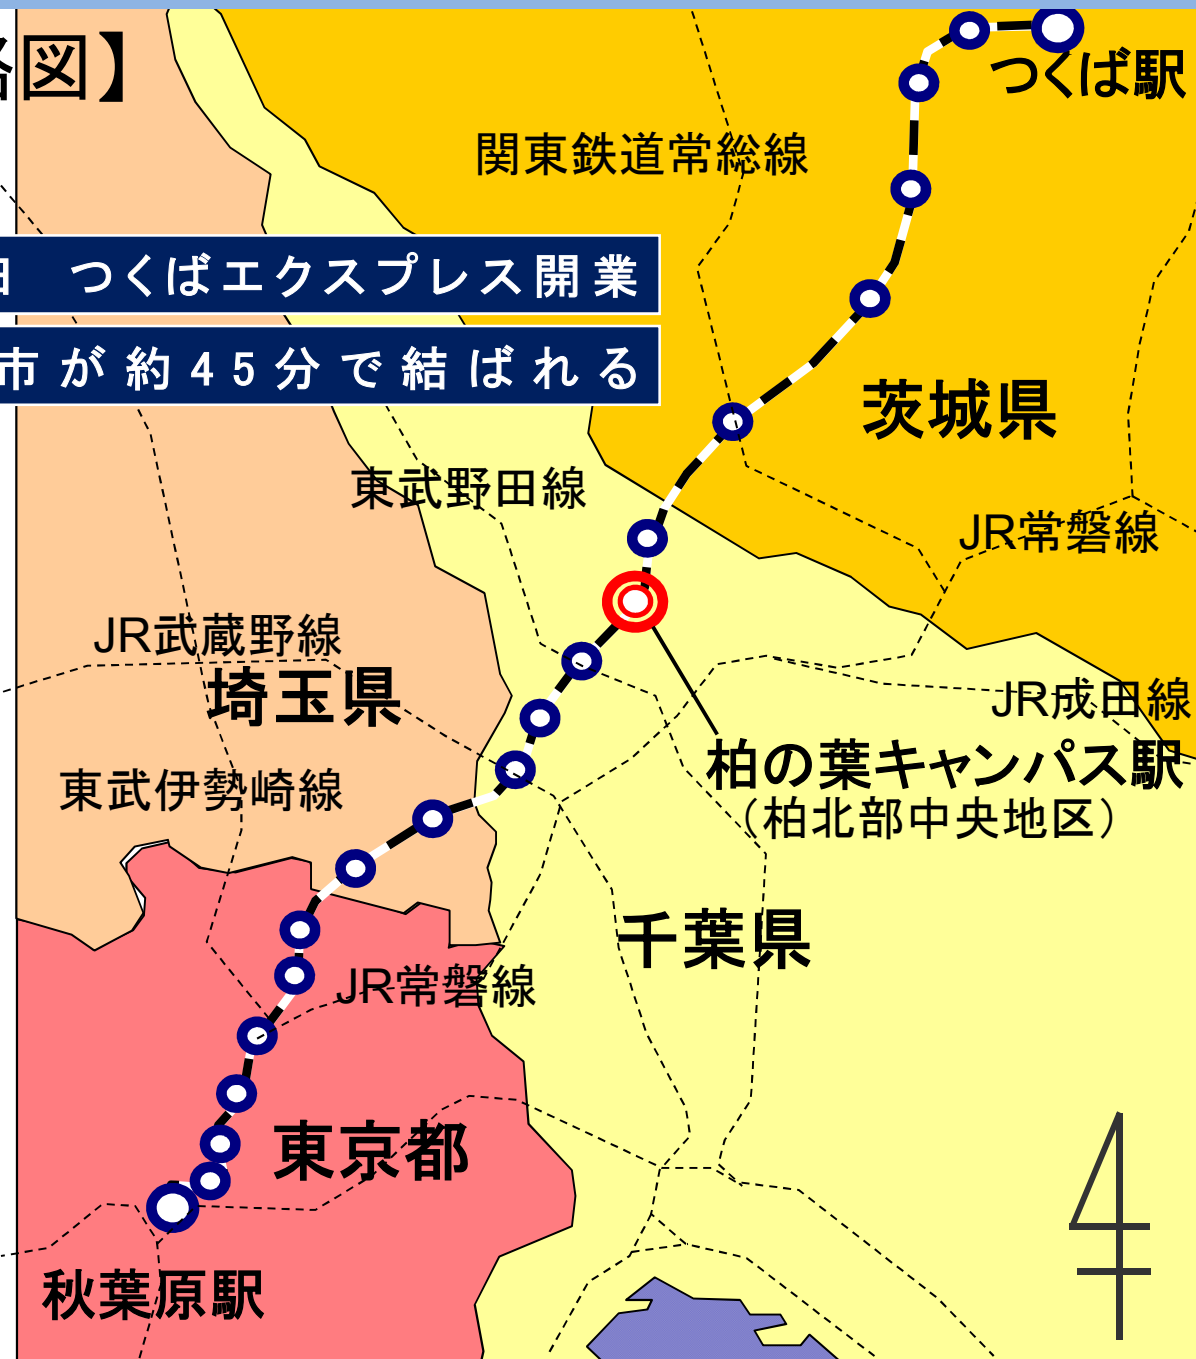 路図】
つくば駅
関東鉄道常総線
日　つくばエクスプレス開業
市が約45分で結ばれる
茨城県
東武野田線
JR常磐線
JR武蔵野線
埼玉県
JR成田線
柏の葉キャンパス駅
（柏北部中央地区）
東武伊勢崎線
千葉県
JR常磐線
東京都
秋葉原駅